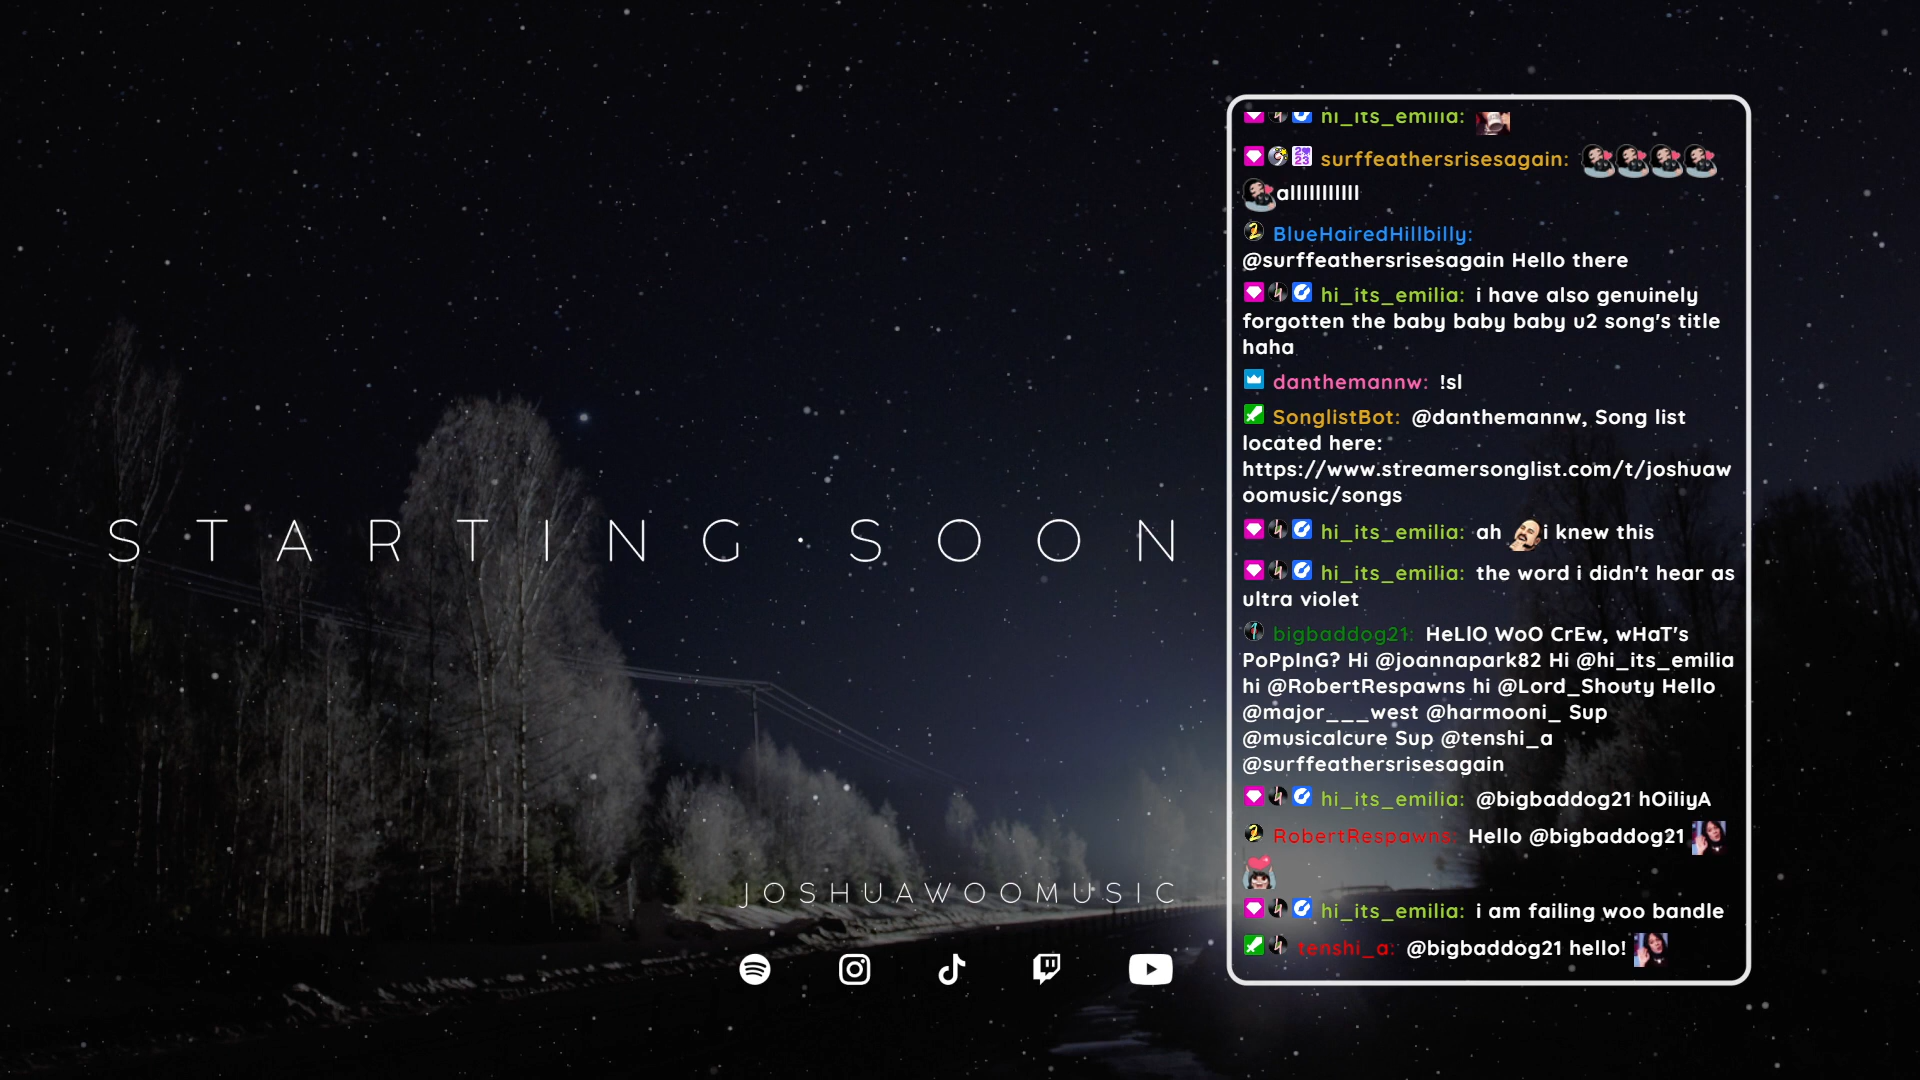 STARTING·SOON
JOSHUAWOOMUSIC
hi_its_emilia:
surffeathersrisesagain:
alllllllllll
BlueHairedHillbilly:
@surffeathersrisesagain Hello there
hi_its_emilia: i have also genuinely
forgotten the baby baby baby u2 song's title
haha
danthemannw: !sl
SonglistBot: @danthemannw, Song list
located here:
https://www.streamersonglist.com/t/joshuaw
oomusic/songs
hi_its_emilia: ah i knew this
hi_its_emilia: the word i didn't hear as
ultra violet
bigbaddog21: HeLlO WoO CrEw, wHaT's
PoPpInG? Hi @joannapark82 Hi @hi_its_emilia
hi @RobertRespawns hi @Lord_Shouty Hello
@major___west @harmooni_ Sup
@musicalcure Sup @tenshi_a
@surffeathersrisesagain
hi_its_emilia: @bigbaddog21 hOiIiyA
RobertRespawns: Hello @bigbaddog21
hi_its_emilia: i am failing woo bandle
tenshi_a: @bigbaddog21 hello!